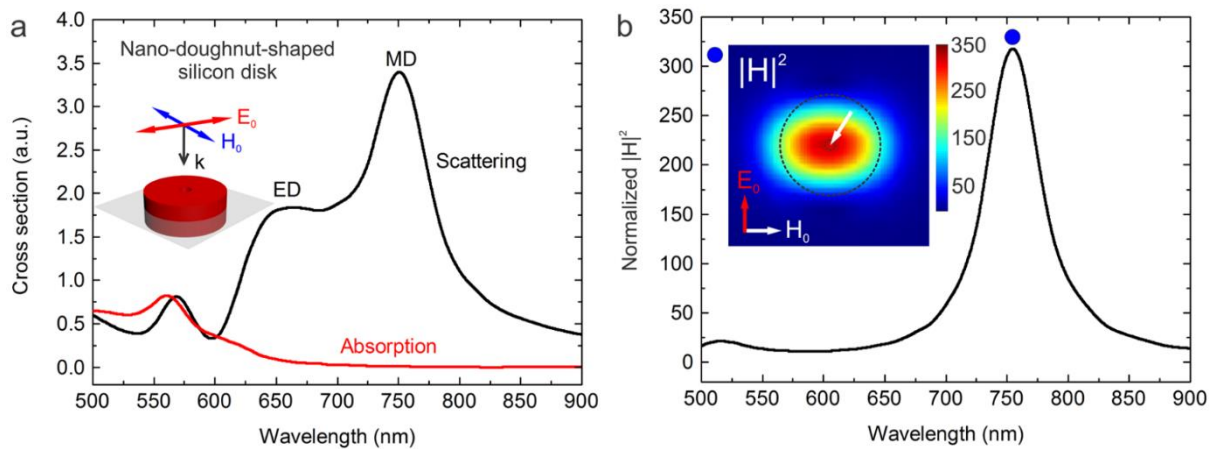 a
Nano-doughnut-shaped
silicon disk
E₀
H₀
k
MD
ED
Scattering
Absorption
4.0
3.5
3.0
2.5
2.0
1.5
1.0
0.5
0.0
Cross section (a.u.)
500 550 600 650 700 750 800 850 900
Wavelength (nm)
b
|H|²
E₀
H₀
350
250
150
50
350
300
250
200
150
100
50
0
Normalized |H|²
500 550 600 650 700 750 800 850 900
Wavelength (nm)